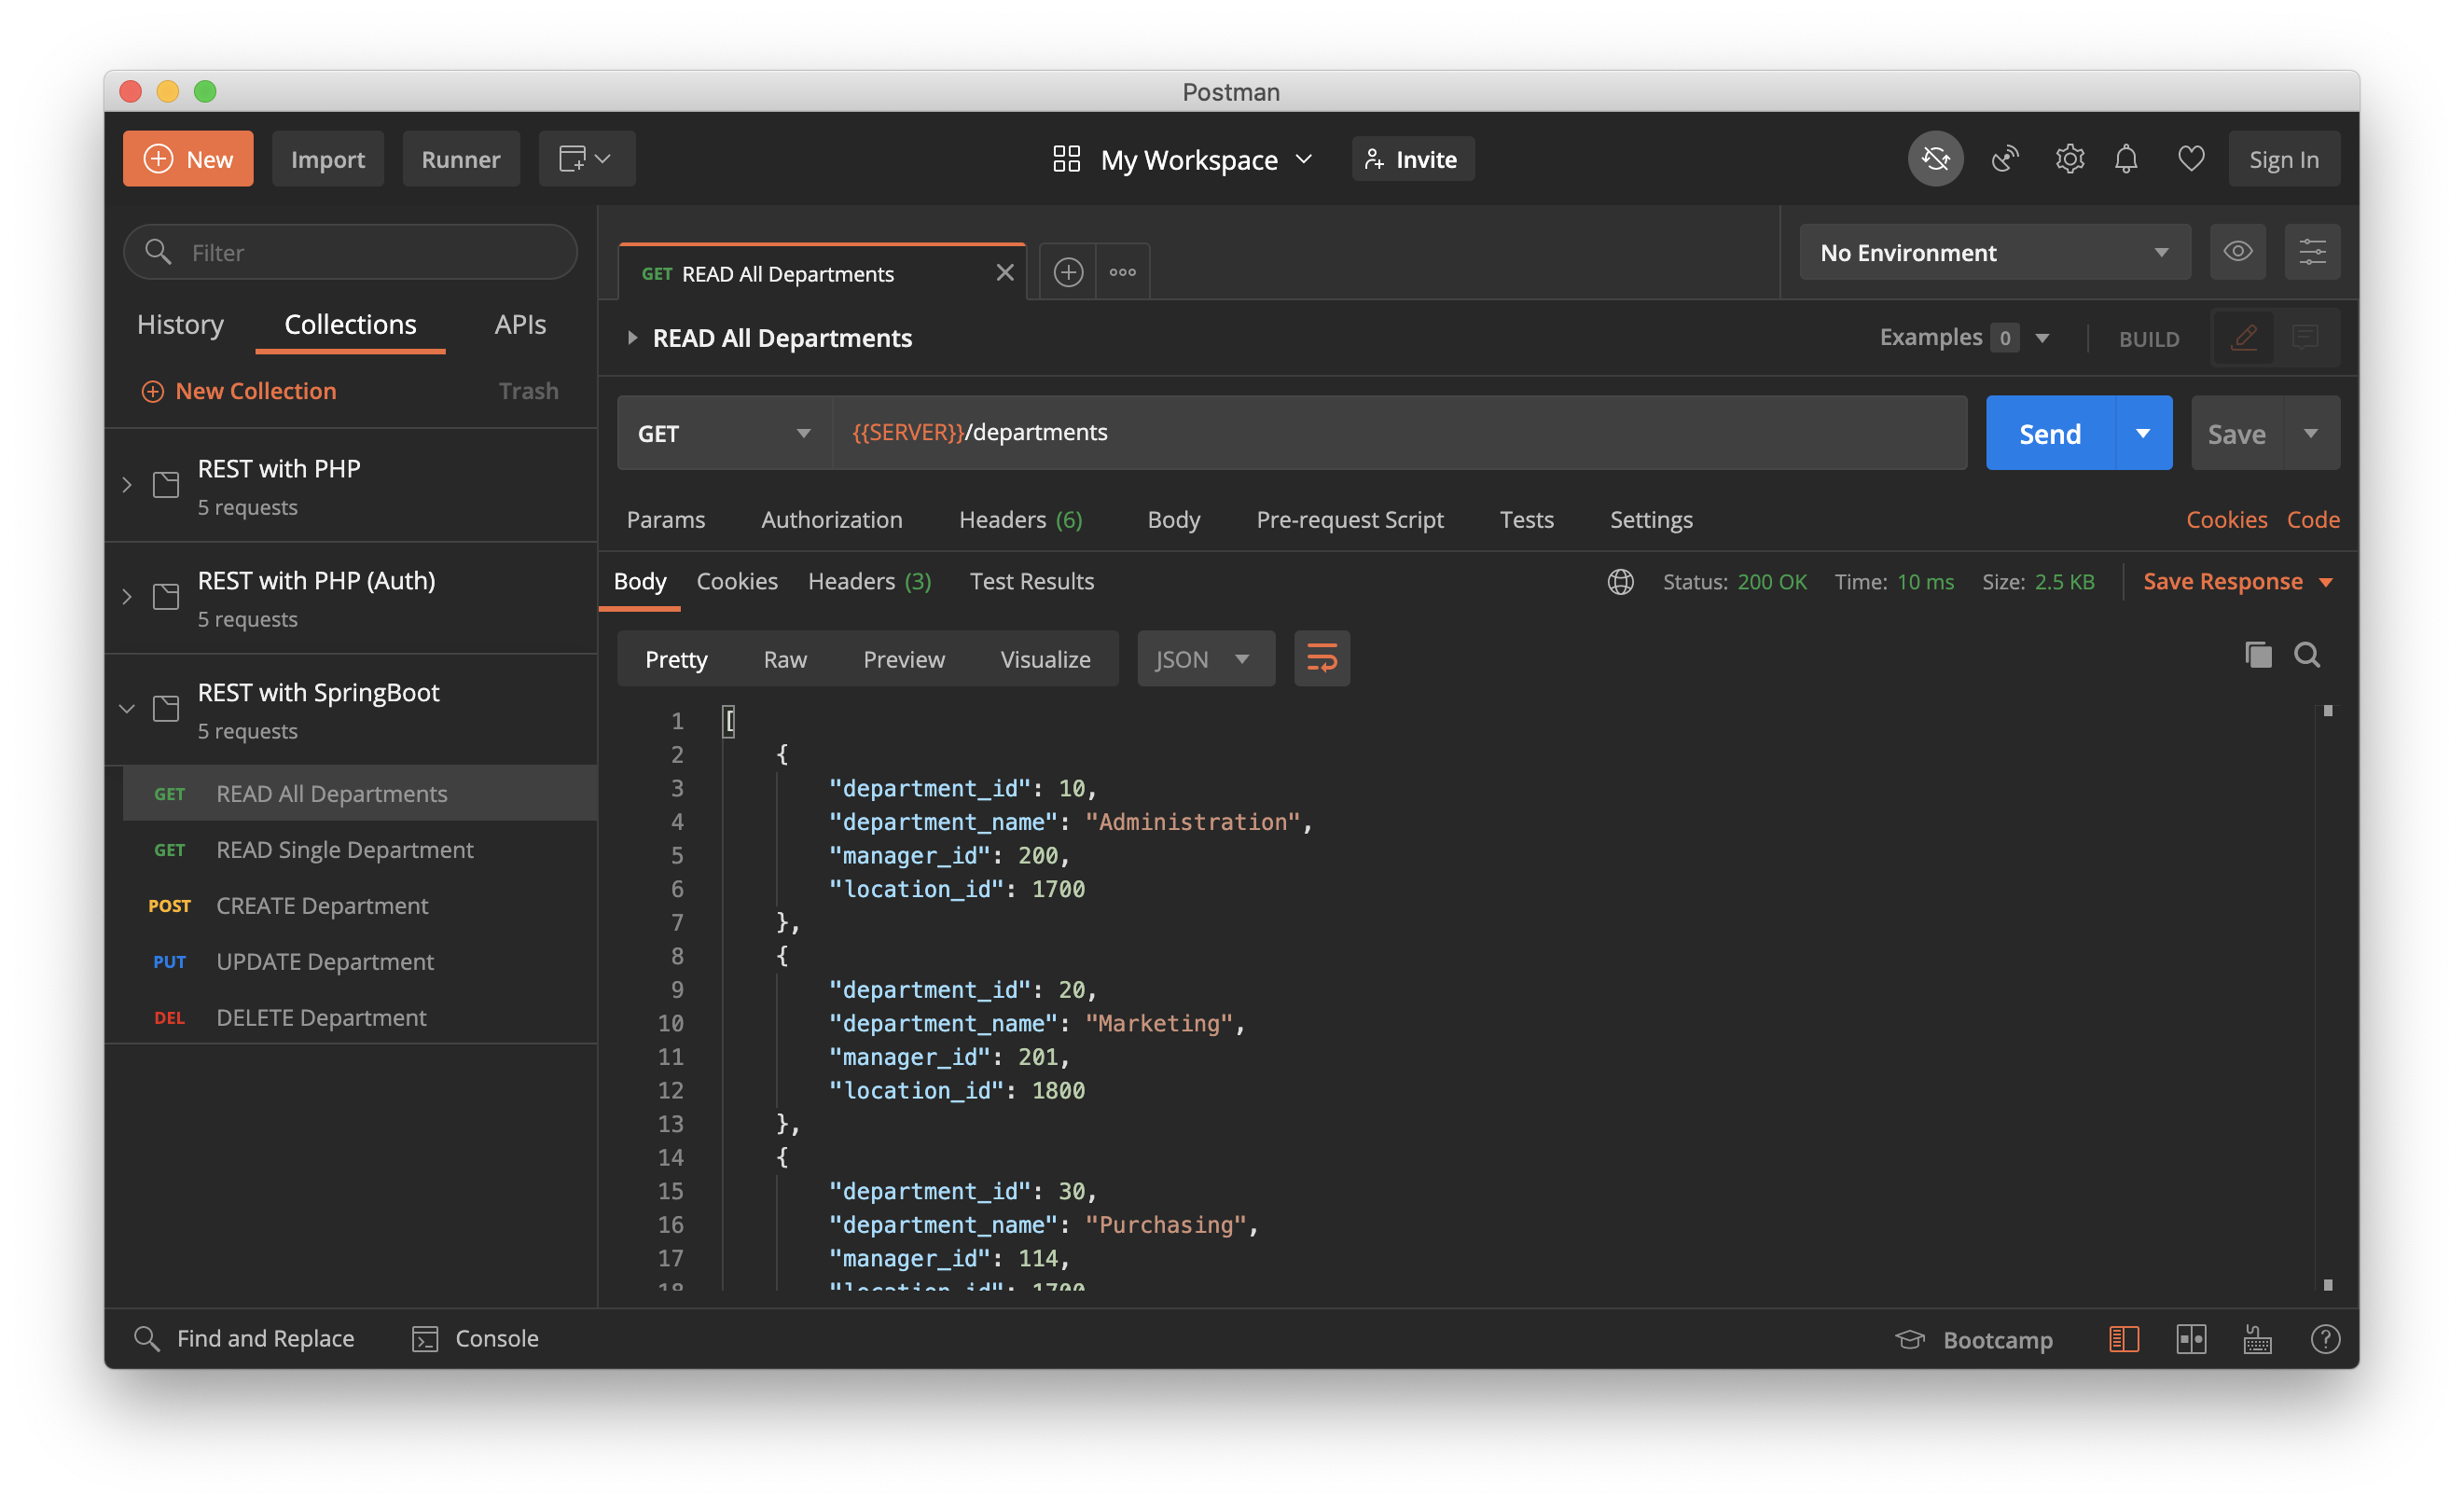 Postman
New
Import
Runner
My Workspace
Invite
Sign In
Filter
History
Collections
APIs
New Collection
Trash
REST with PHP
5 requests
REST with PHP (Auth)
5 requests
REST with SpringBoot
5 requests
GET READ All Departments
GET READ Single Department
POST CREATE Department
PUT UPDATE Department
DEL DELETE Department
GET READ All Departments
No Environment
READ All Departments
Examples 0
BUILD
GET
{{SERVER}}/departments
Send
Save
Params
Authorization
Headers (6)
Body
Pre-request Script
Tests
Settings
Cookies
Code
Body
Cookies
Headers (3)
Test Results
Status: 200 OK
Time: 10 ms
Size: 2.5 KB
Save Response
Pretty
Raw
Preview
Visualize
JSON
1 [
2 {
3 "department_id": 10,
4 "department_name": "Administration",
5 "manager_id": 200,
6 "location_id": 1700
7 },
8 {
9 "department_id": 20,
10 "department_name": "Marketing",
11 "manager_id": 201,
12 "location_id": 1800
13 },
14 {
15 "department_id": 30,
16 "department_name": "Purchasing",
17 "manager_id": 114,
18 "location_id": 1700
Find and Replace
Console
Bootcamp